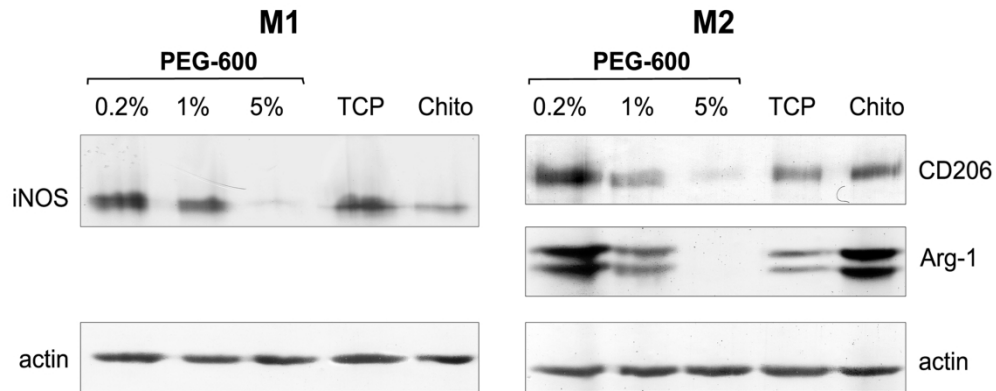 M1 M2
PEG-600 PEG-600
0.2% 1% 5% TCP Chito 0.2% 1% 5% TCP Chito
iNOS CD206
Arg-1
actin actin